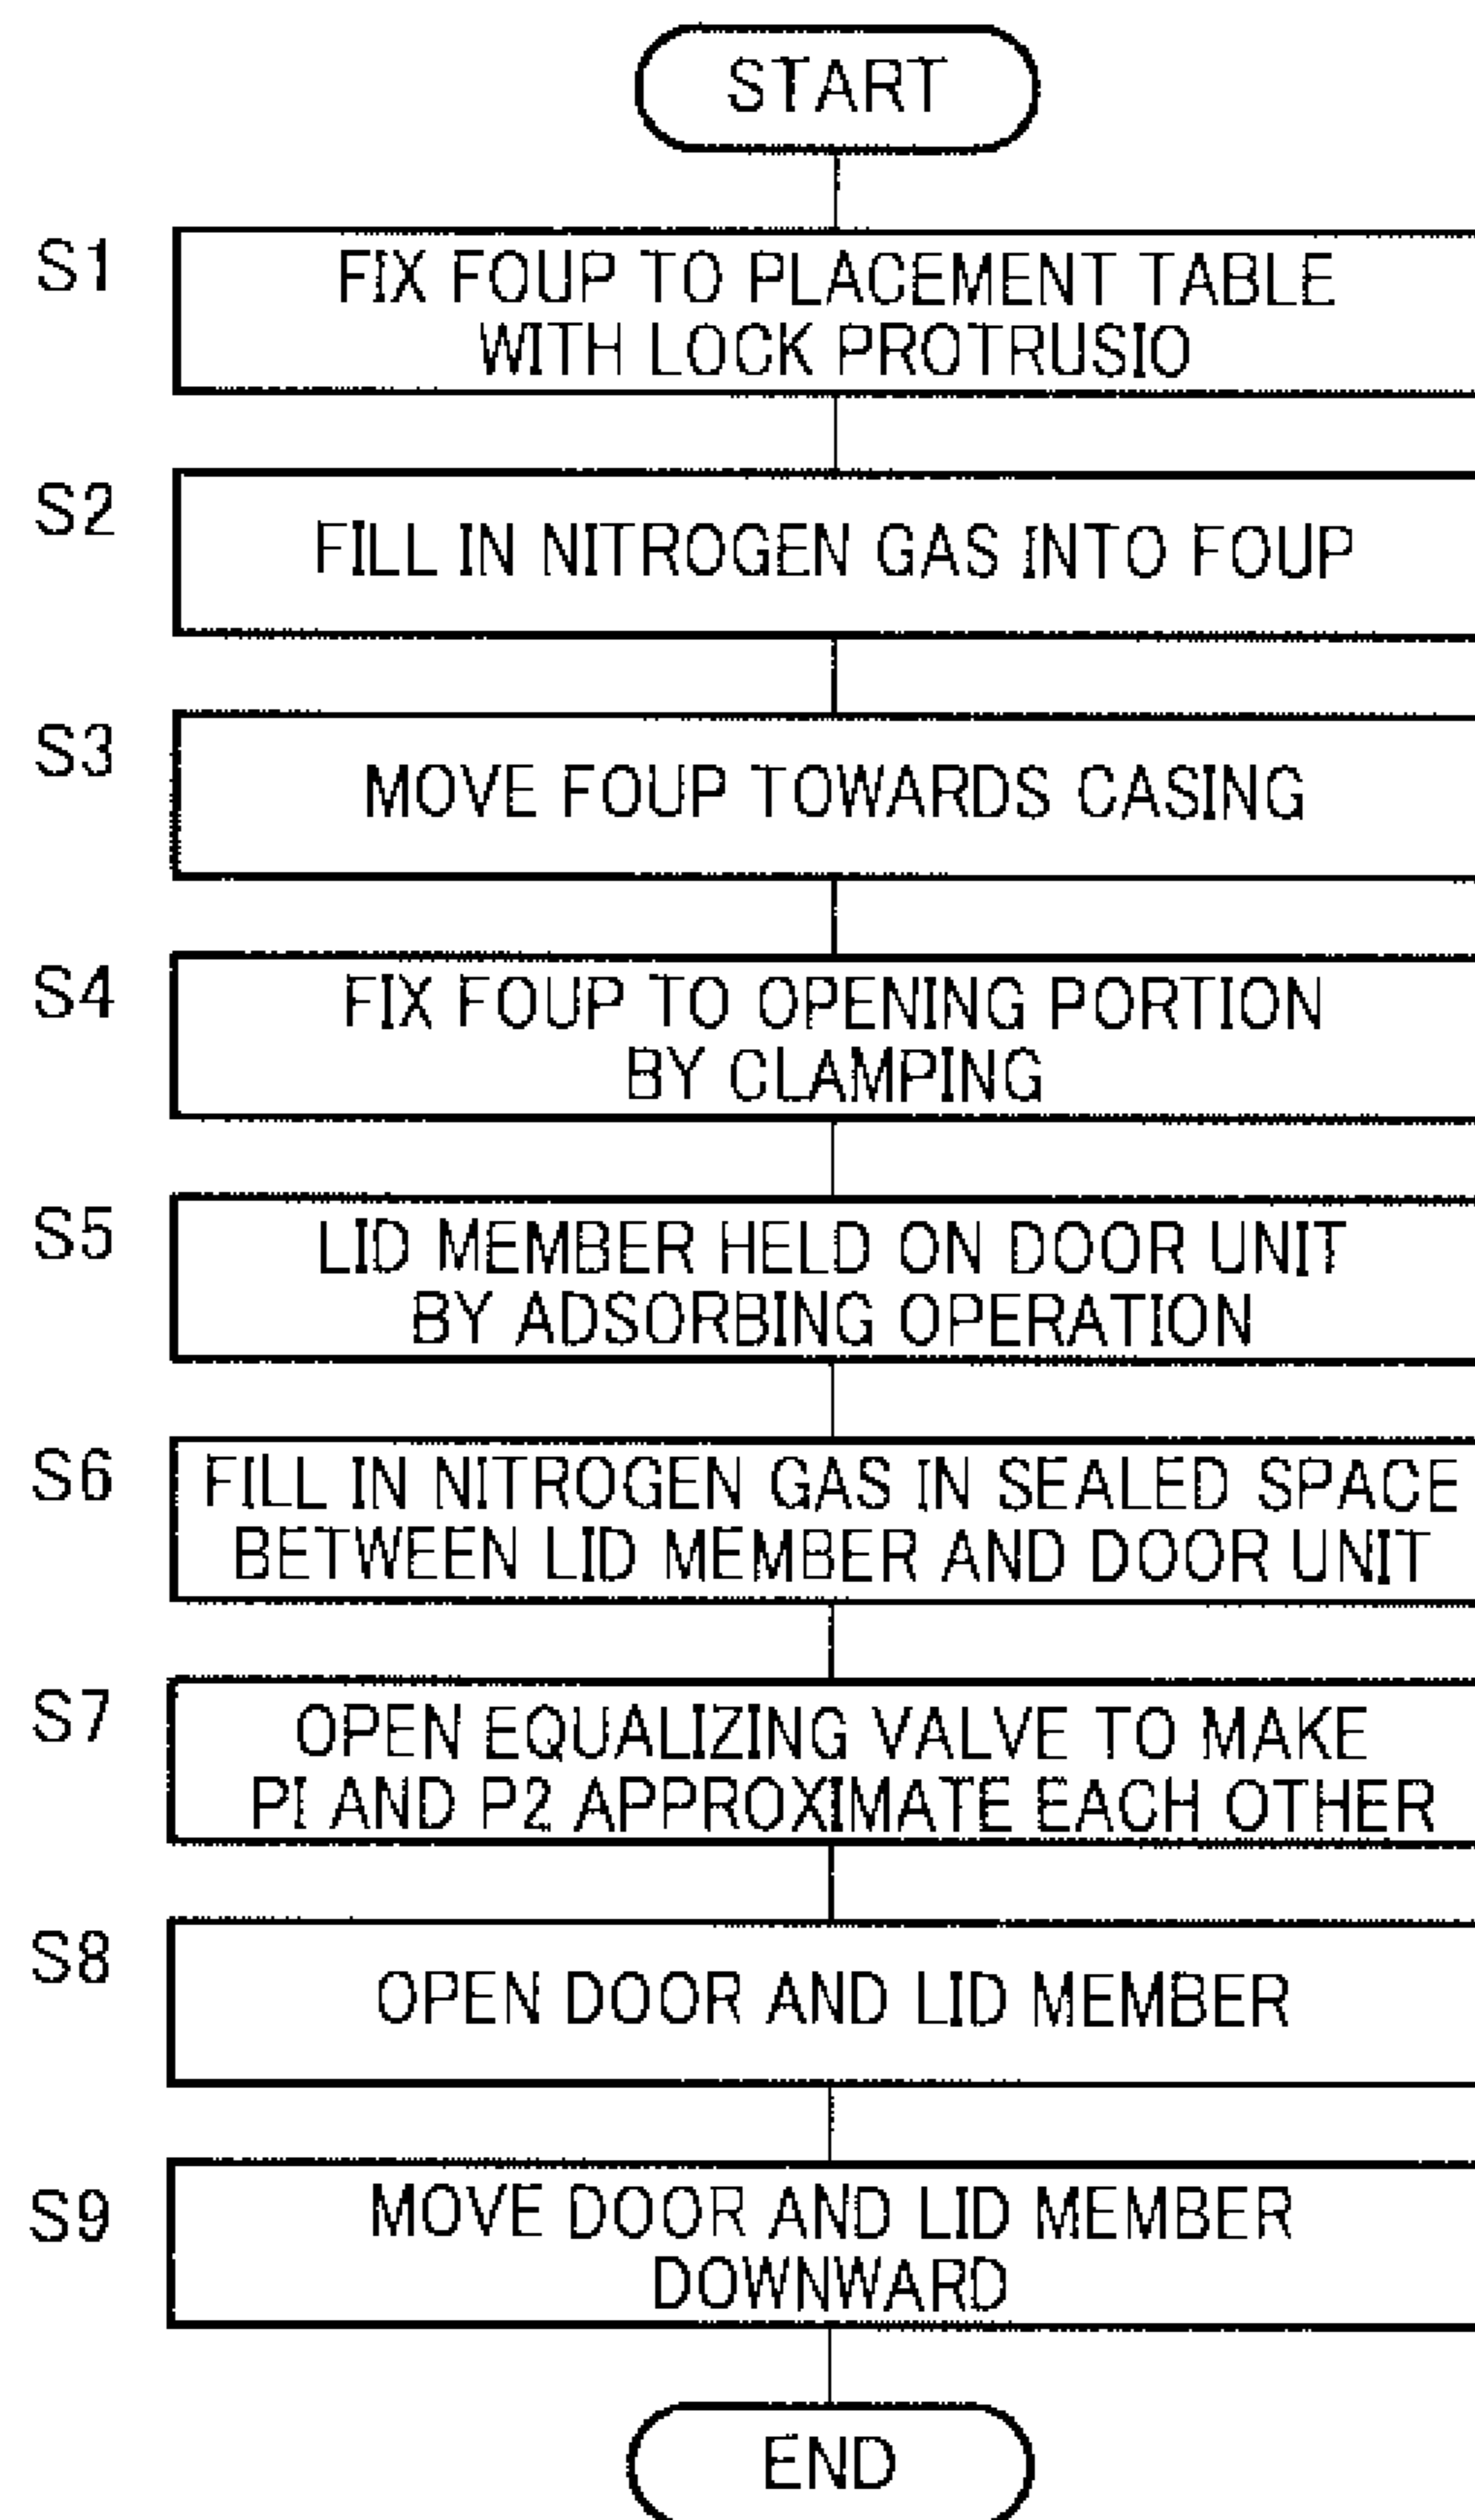 START
S1
FIX FOUP TO PLACEMENT TABLE
WITH LOCK PROTRUSIO
S2
FILL IN NITROGEN GAS INTO FOUP
S3
MOVE FOUP TOWARDS CASING
S4
FIX FOUP TO OPENING PORTION
BY CLAMPING
S5
LID MEMBER HELD ON DOOR UNIT
BY ADSORBING OPERATION
S6
FILL IN NITROGEN GAS IN SEALED SPACE
BETWEEN LID MEMBER AND DOOR UNIT
S7
OPEN EQUALIZING VALVE TO MAKE
PI AND P2 APPROXIMATE EACH OTHER
S8
OPEN DOOR AND LID MEMBER
S9
MOVE DOOR AND LID MEMBER
DOWNWARD
END